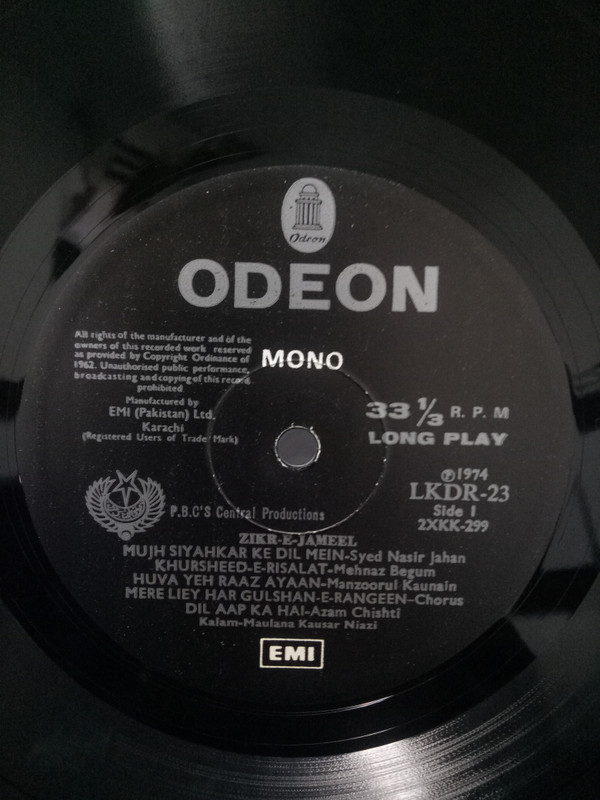 Odeon
ODEON
All rights of the manufacturer and of the
owners of this recorded work reserved
as provided by Copyright Ordinance of
1962. Unauthorised public performance,
broadcasting and copying of this record
prohibited
Manufactured by
EMI (Pakistan) Ltd.
Karachi
(Registered Users of Trade Mark)
MONO
33 1/3 R. P. M
LONG PLAY
Ⓟ1974
LKDR-23
Side 1
2XKK-299
P.B.C'S Central Productions
ZIKR-E-JAMEEL
MUJH SIYAHKAR KE DIL MEIN-Syed Nasir Jahan
KHURSHEED-E-RISALAT-Mehnaz Begum
HUVA YEH RAAZ AYAAN-Manzoorul Kaunain
MERE LIEY HAR GULSHAN-E-RANGEEN-Chorus
DIL AAP KA HAI-Azam Chishti
Kalam-Maulana Kausar Niazi
EMI